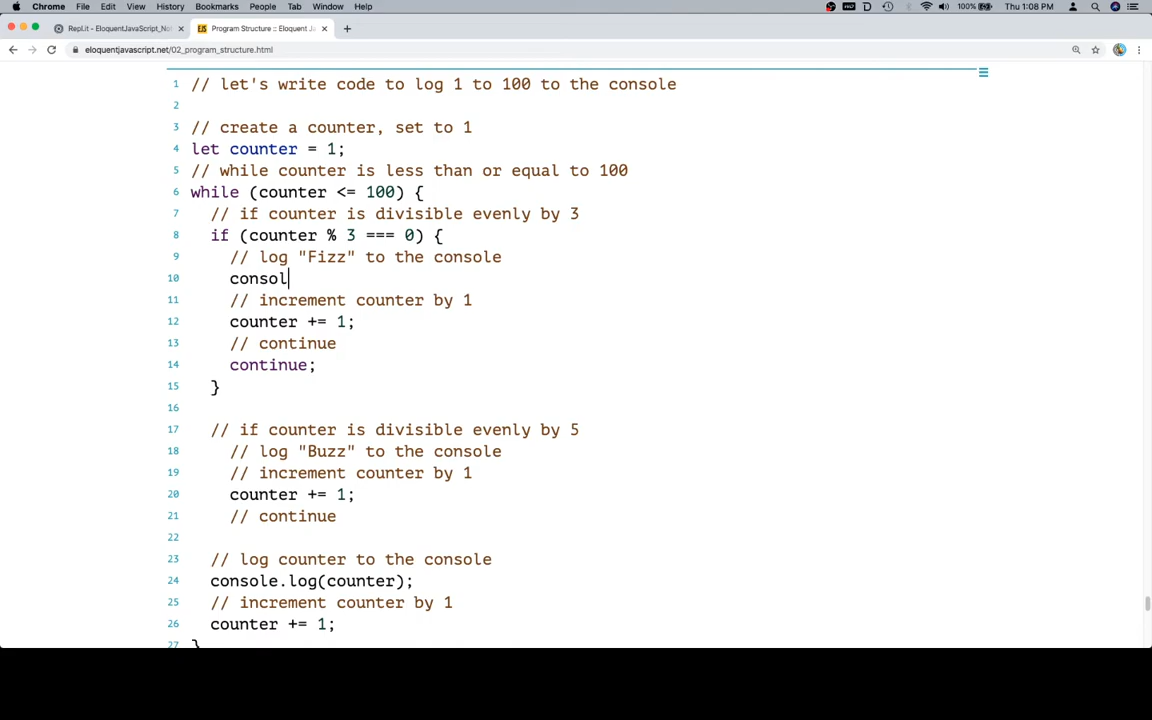 Chrome File Edit View History Bookmarks People Tab Window Help 100% Thu 1:08 PM
Repl.it - EloquentJavaScript_No Program Structure :: Eloquent Ja
eloquentjavascript.net/02_program_structure.html
1 // let's write code to log 1 to 100 to the console
2
3 // create a counter, set to 1
4 let counter = 1;
5 // while counter is less than or equal to 100
6 while (counter <= 100) {
7 // if counter is divisible evenly by 3
8 if (counter % 3 === 0) {
9 // log "Fizz" to the console
10 consol
11 // increment counter by 1
12 counter += 1;
13 // continue
14 continue;
15 }
16
17 // if counter is divisible evenly by 5
18 // log "Buzz" to the console
19 // increment counter by 1
20 counter += 1;
21 // continue
22
23 // log counter to the console
24 console.log(counter);
25 // increment counter by 1
26 counter += 1;
27 }